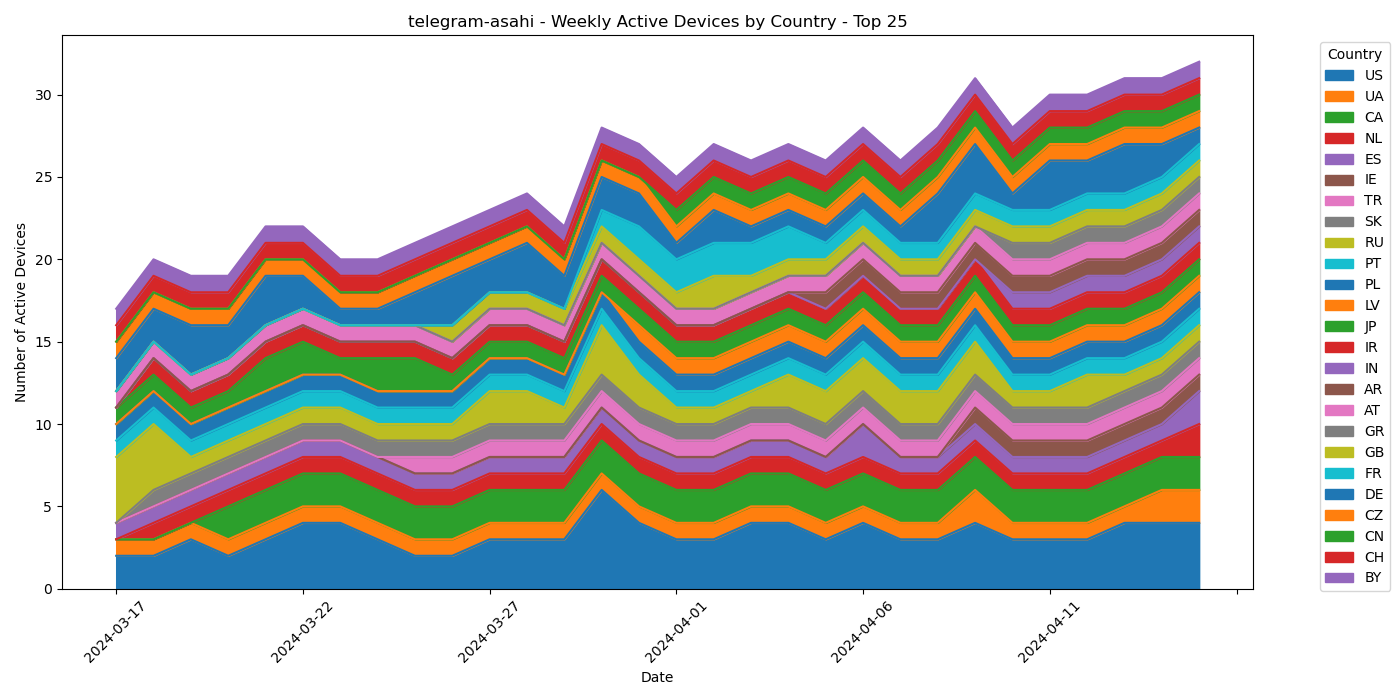 telegram-asahi - Weekly Active Devices by Country - Top 25
Number of Active Devices
30
25
20
15
10
5
0
2024-03-17
2024-03-22
2024-03-27
2024-04-01
2024-04-06
2024-04-11
Date
Country
US
UA
CA
NL
ES
IE
TR
SK
RU
PT
PL
LV
JP
IR
IN
AR
AT
GR
GB
FR
DE
CZ
CN
CH
BY